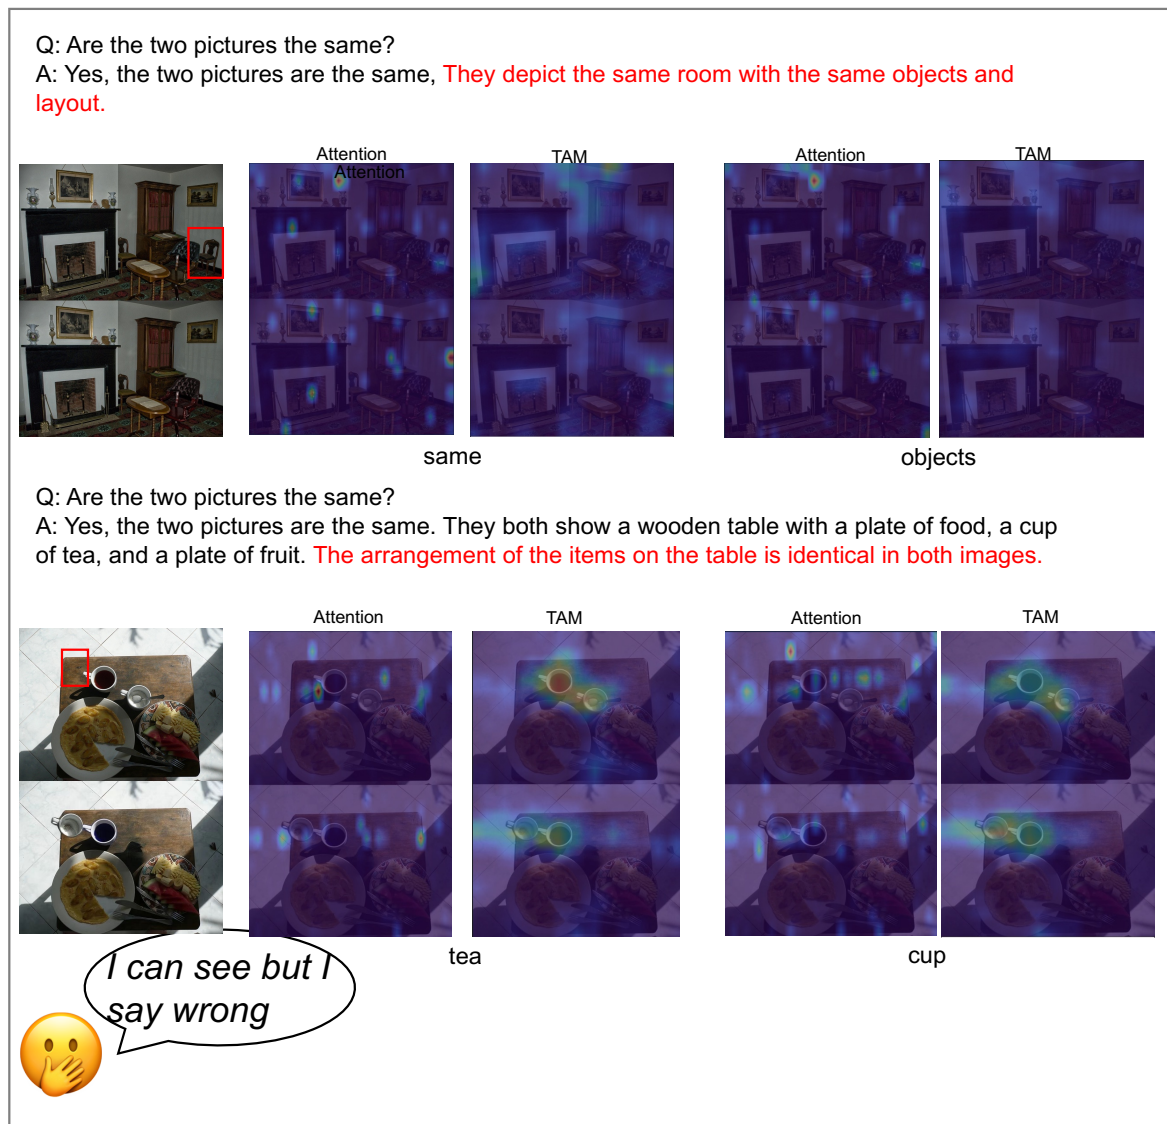 Q: Are the two pictures the same?
A: Yes, the two pictures are the same, They depict the same room with the same objects and
layout.
Attention
Attention
TAM
Attention
TAM
same
objects
Q: Are the two pictures the same?
A: Yes, the two pictures are the same. They both show a wooden table with a plate of food, a cup
of tea, and a plate of fruit. The arrangement of the items on the table is identical in both images.
Attention
TAM
Attention
TAM
tea
cup
I can see but I
say wrong